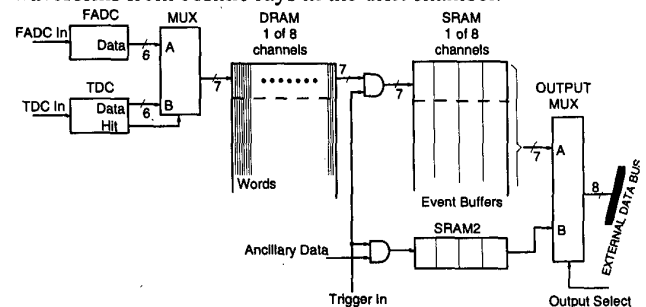 FADC
MUX
DRAM
1 of 8
channels
SRAM
1 of 8
channels
FADC In
Data
6
A
7
TDC
TDC In
Data
6
Hit
B
7
7
OUTPUT
MUX
A
7
8
B
EXTERNAL DATA BUS
Words
Event Buffers
SRAM2
Ancillary Data
Trigger In
Output Select